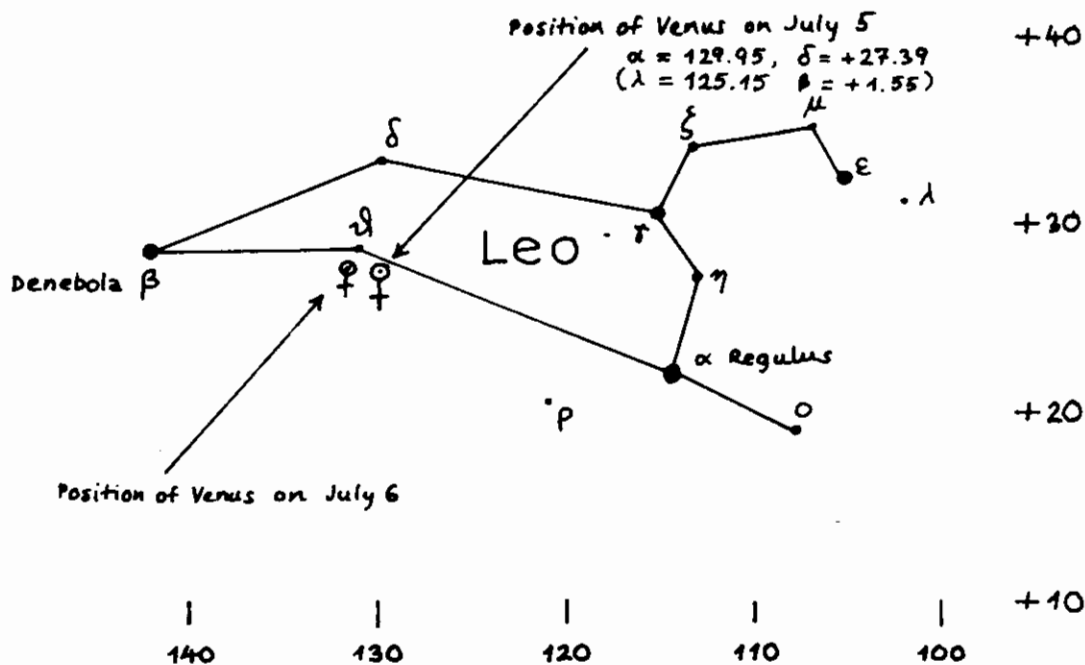 Position of Venus on July 5
α = 129.95, δ = +27.39
(λ = 125.15 β = +1.55)
+40
μ
ξ
δ
ε
λ
+30
ϑ
Leo
γ
Denebola β
♀ ♀
η
α Regulus
+20
ρ
ο
Position of Venus on July 6
+10
140 130 120 110 100